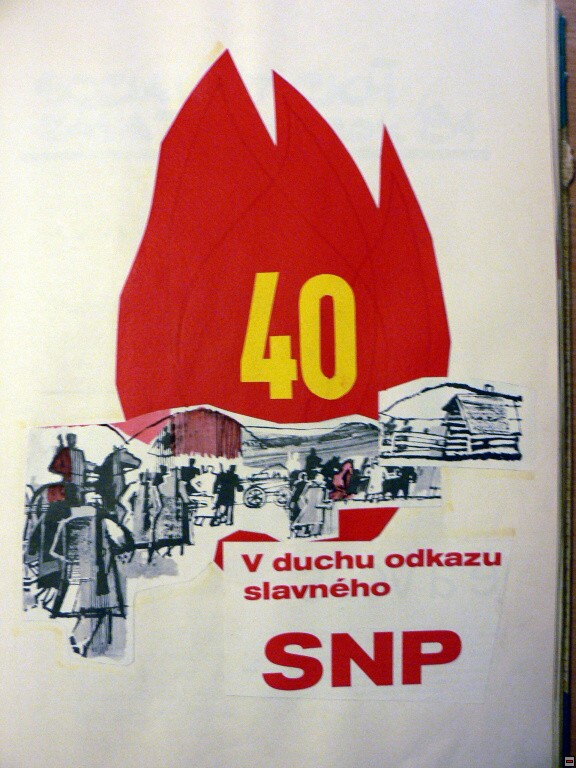 40
V duchu odkazu
slavného
SNP